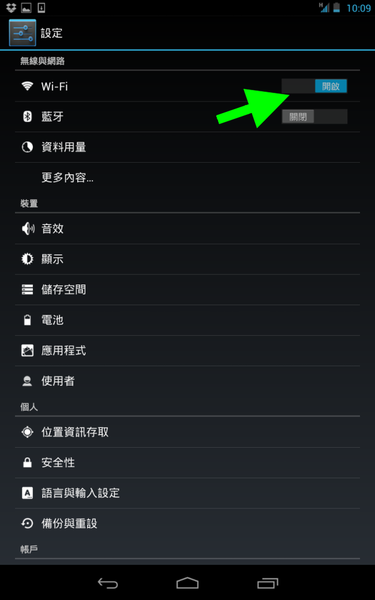 H 10:09
設定
無線與網路
Wi-Fi 開啟
藍牙 關閉
資料用量
更多內容…
裝置
音效
顯示
儲存空間
電池
應用程式
使用者
個人
位置資訊存取
安全性
A 語言與輸入設定
備份與重設
帳戶